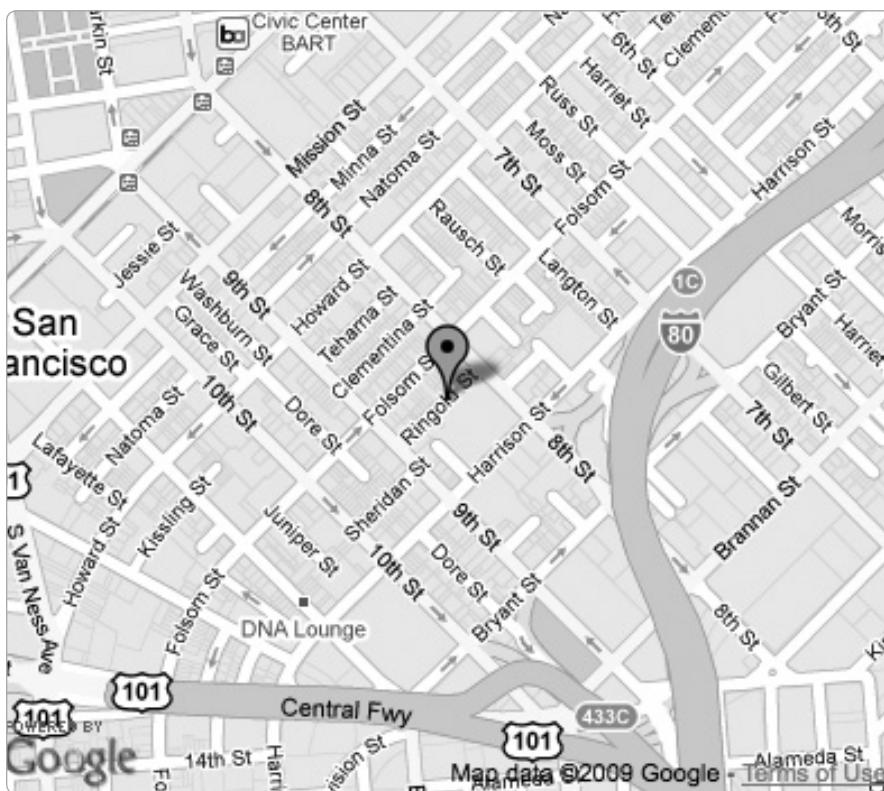 Civic Center
BART
6th St
Clementi
Harriet St
Russ St
Moss St
Harrison St
Mission St
Minna St
Natoma St
7th St
Folsom St
8th St
Rausch St
Langton St
Morris
Jessie St
1C
80
Bryant St
Harriet
9th St
Washburn St
Grace St
Howard St
Tehama St
Clementina St
San
ancisco
10th St
Dore St
Folsom S
Gilbert St
7th St
Natoma St
Lafayette St
Harrison St
8th St
Sheridan St
Kissling St
Howard St
Juniper St
9th St
Brannan St
S Van Ness Ave
10th St
Dore St
Folsom St
Bryant St
8th St
DNA Lounge
101
Central Fwy
433C
101
101
POWERED BY
Google
14th St
Harri
vision St
Alameda St
Map data ©2009 Google - Terms of Use